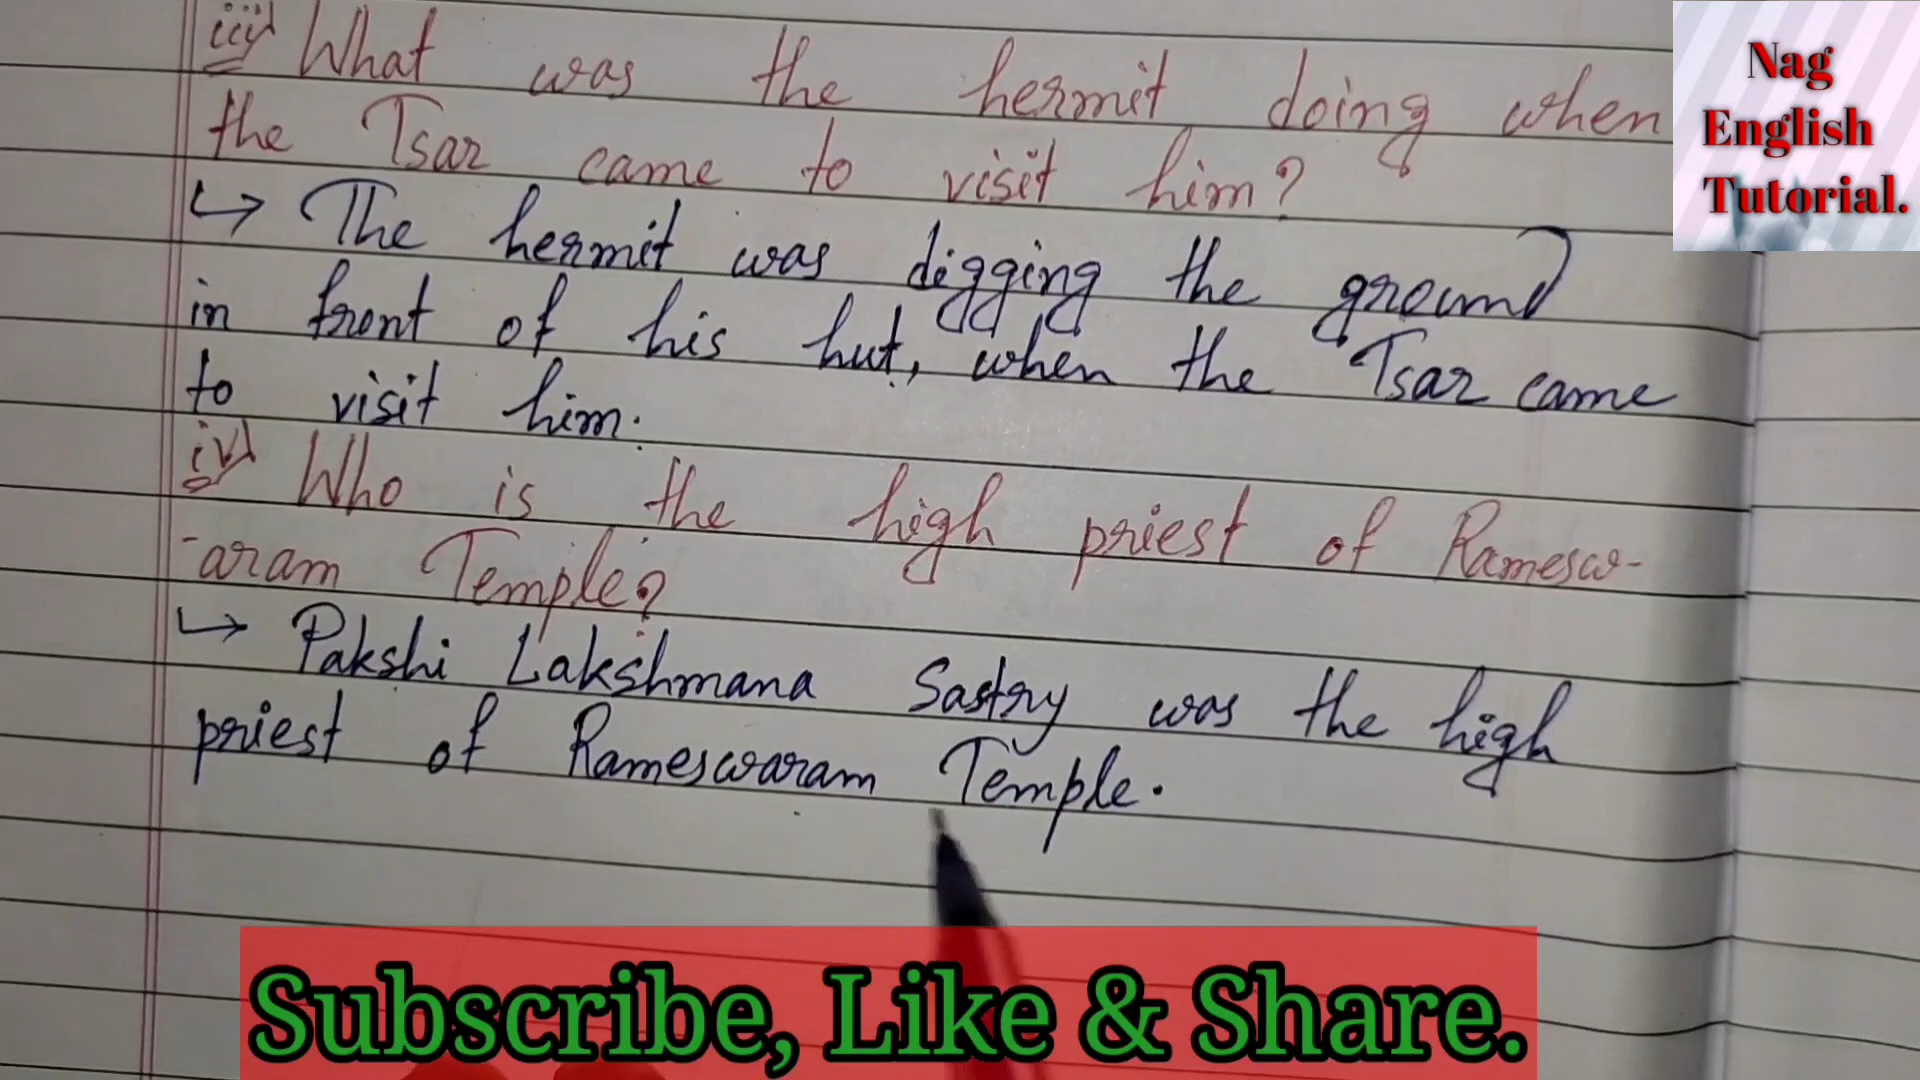 iii) What was the hermit doing when
the Tsar came to visit him?
↳ The hermit was digging the ground
in front of his hut, when the Tsar came
to visit him.
iv) Who is the high priest of Ramesw-
-aram Temple?
↳ Pakshi Lakshmana Sastry was the high
priest of Rameswaram Temple.
Nag
English
Tutorial.
Subscribe, Like & Share.